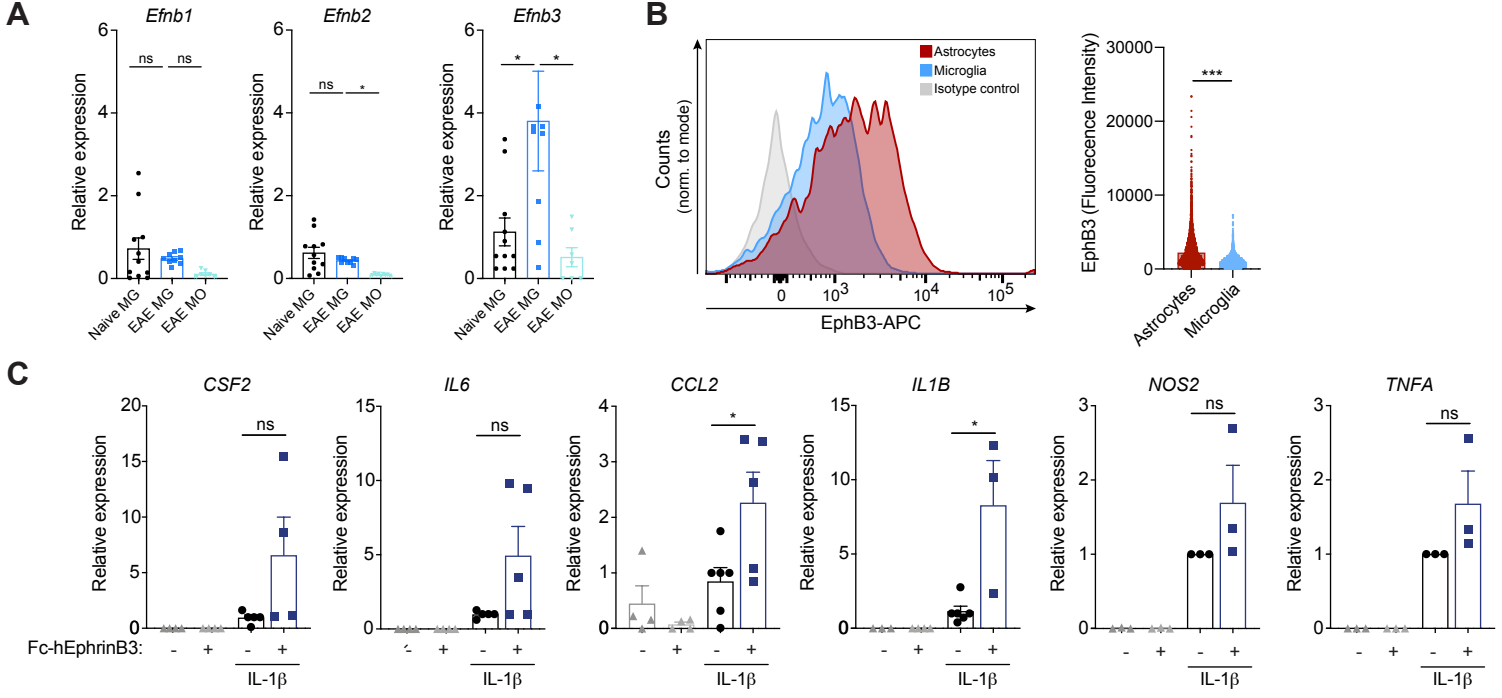 A
Efnb1
Efnb2
Efnb3
Relative expression
6
4
2
0
ns
ns
Naive MG
EAE MG
EAE MO
Relative expression
6
4
2
0
ns
*
Naive MG
EAE MG
EAE MO
Relativae expression
6
4
2
0
*
*
Naive MG
EAE MG
EAE MO
B
Counts
(norm. to mode)
Astrocytes
Microglia
Isotype control
0
10³
10⁴
10⁵
EphB3-APC
EphB3 (Fluorecence Intensity)
30000
20000
10000
0
***
Astrocytes
Microglia
C
CSF2
Relative expression
20
15
10
5
0
ns
IL6
Relative expression
15
10
5
0
ns
CCL2
Relative expression
4
3
2
1
0
*
IL1B
Relative expression
15
10
5
0
*
NOS2
Relative expression
3
2
1
0
ns
TNFA
Relative expression
3
2
1
0
ns
Fc-hEphrinB3: - + - + - + - + - + - + - + - + - + - + - + - +
IL-1β
IL-1β
IL-1β
IL-1β
IL-1β
IL-1β